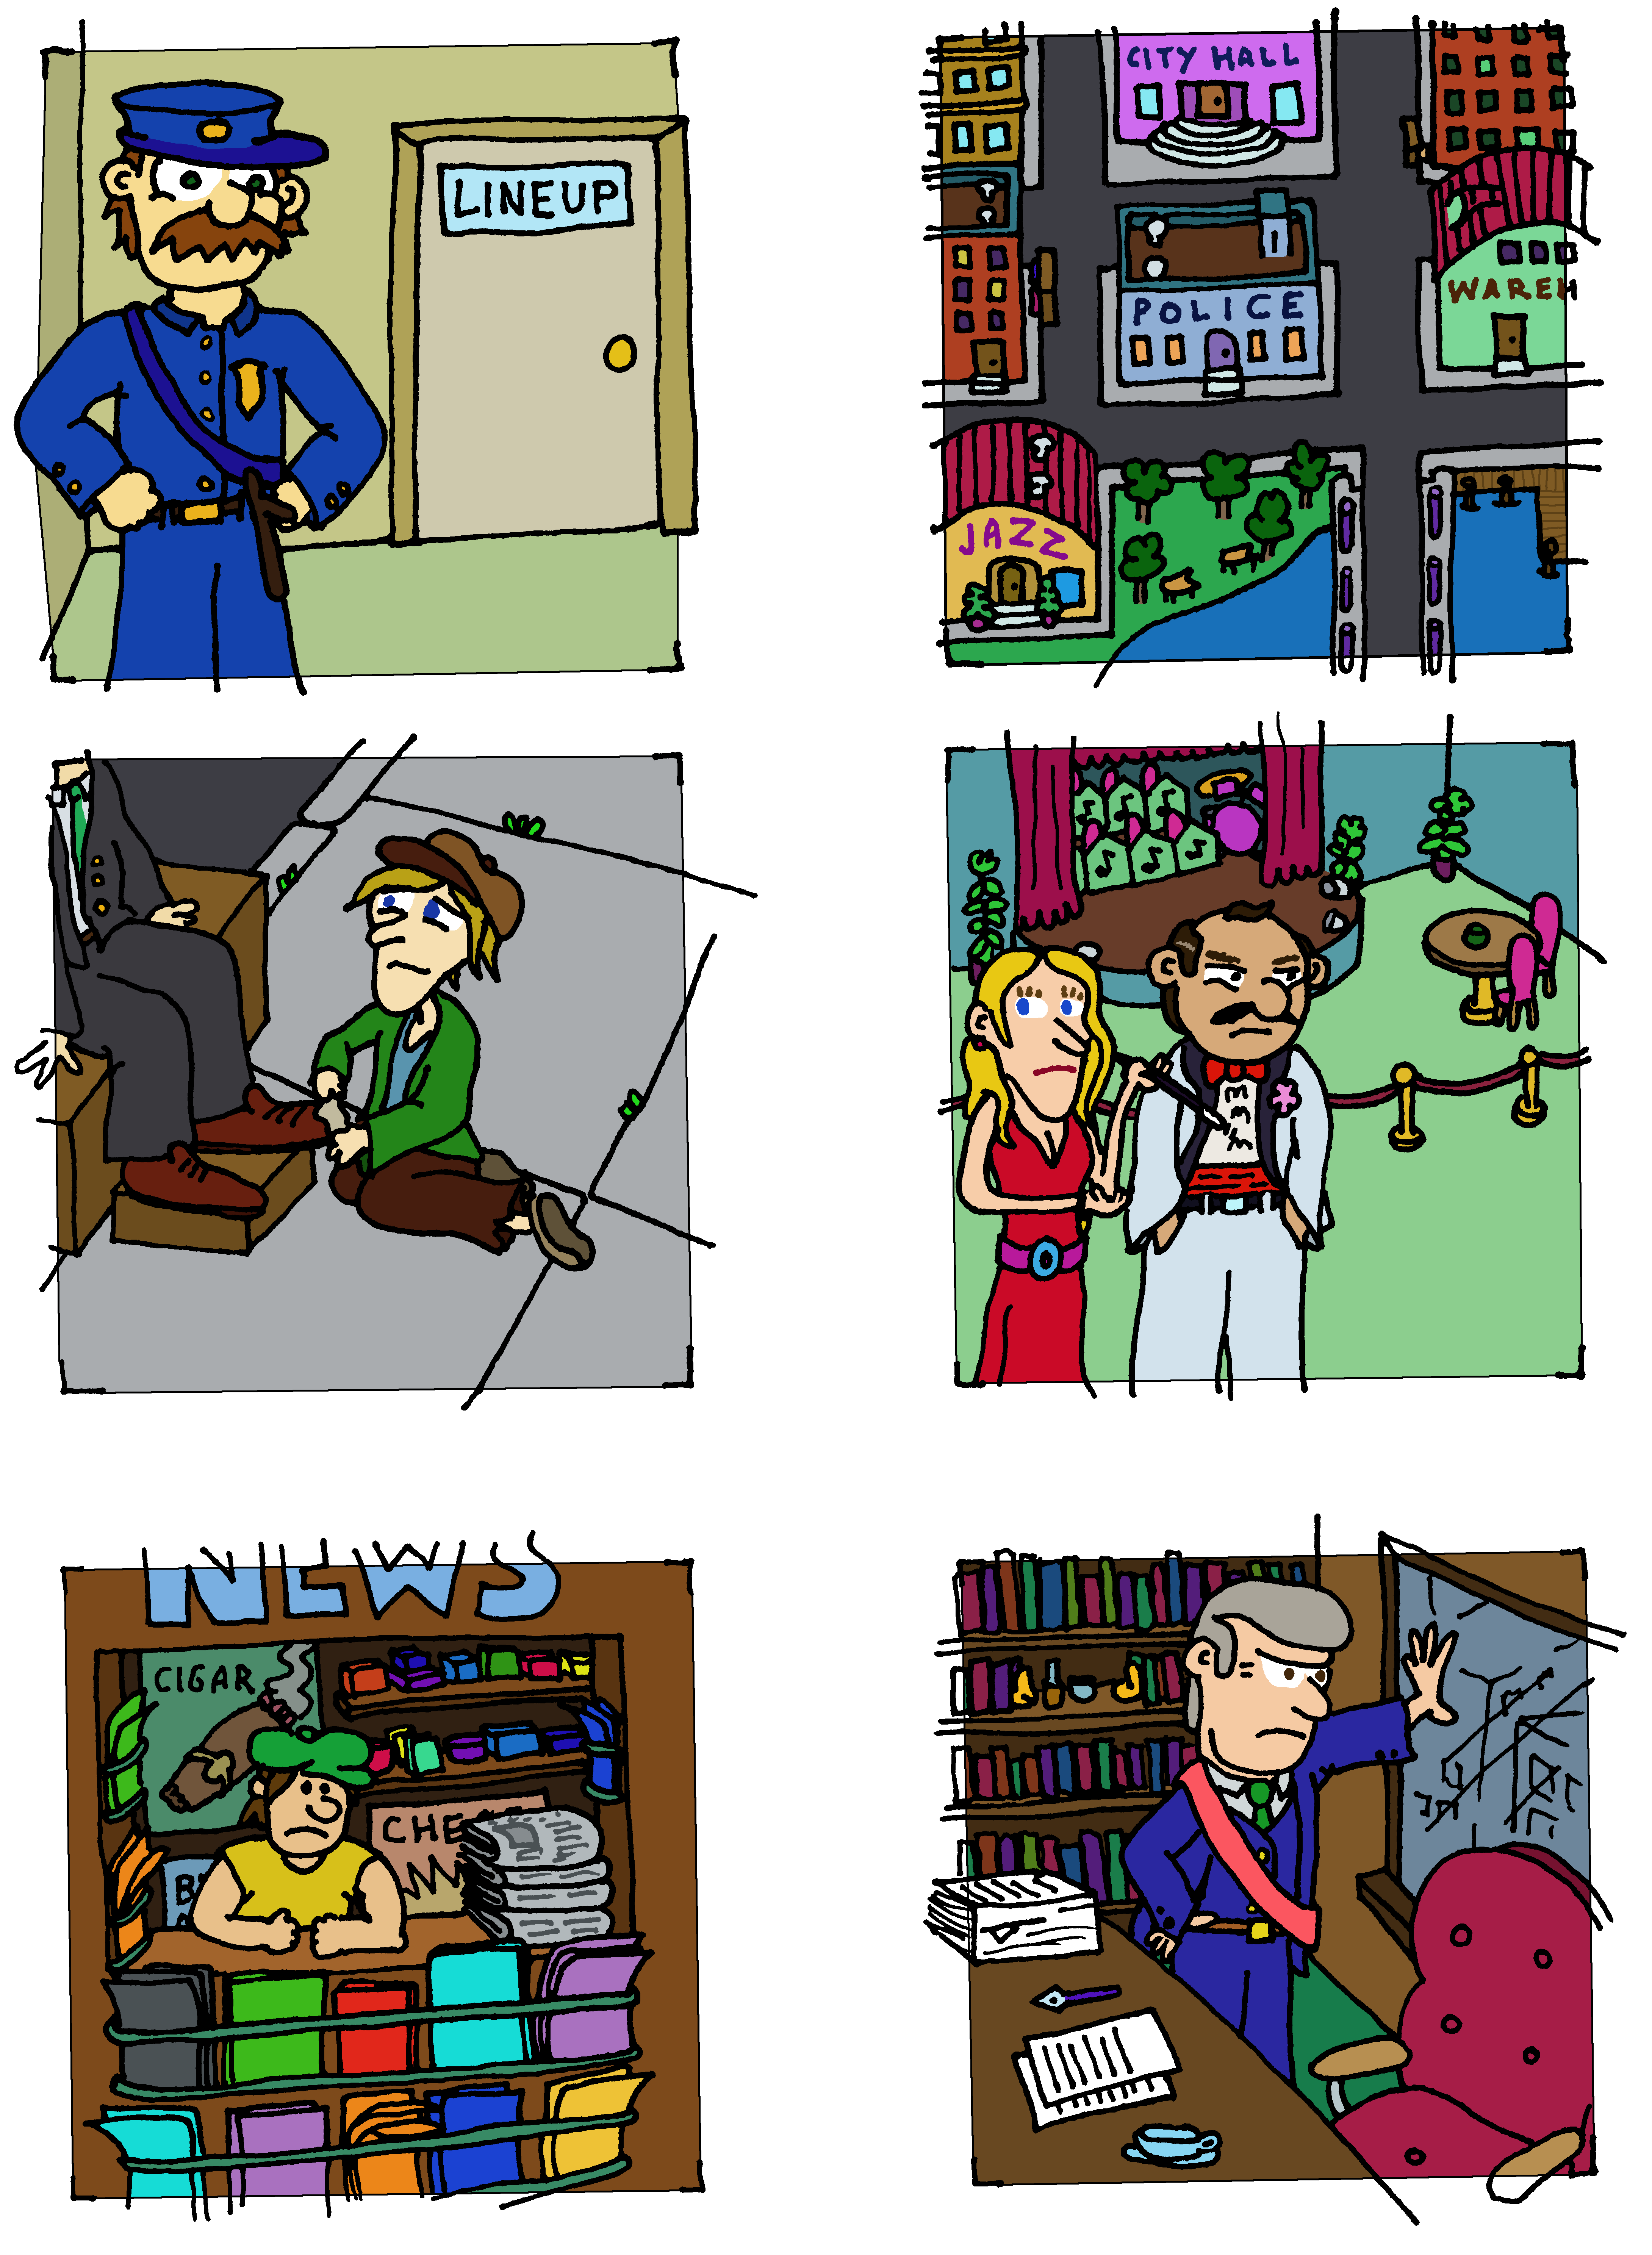 LINEUP
CITY HALL
POLICE
WAREH
JAZZ
NEWS
CIGAR
CHE
B